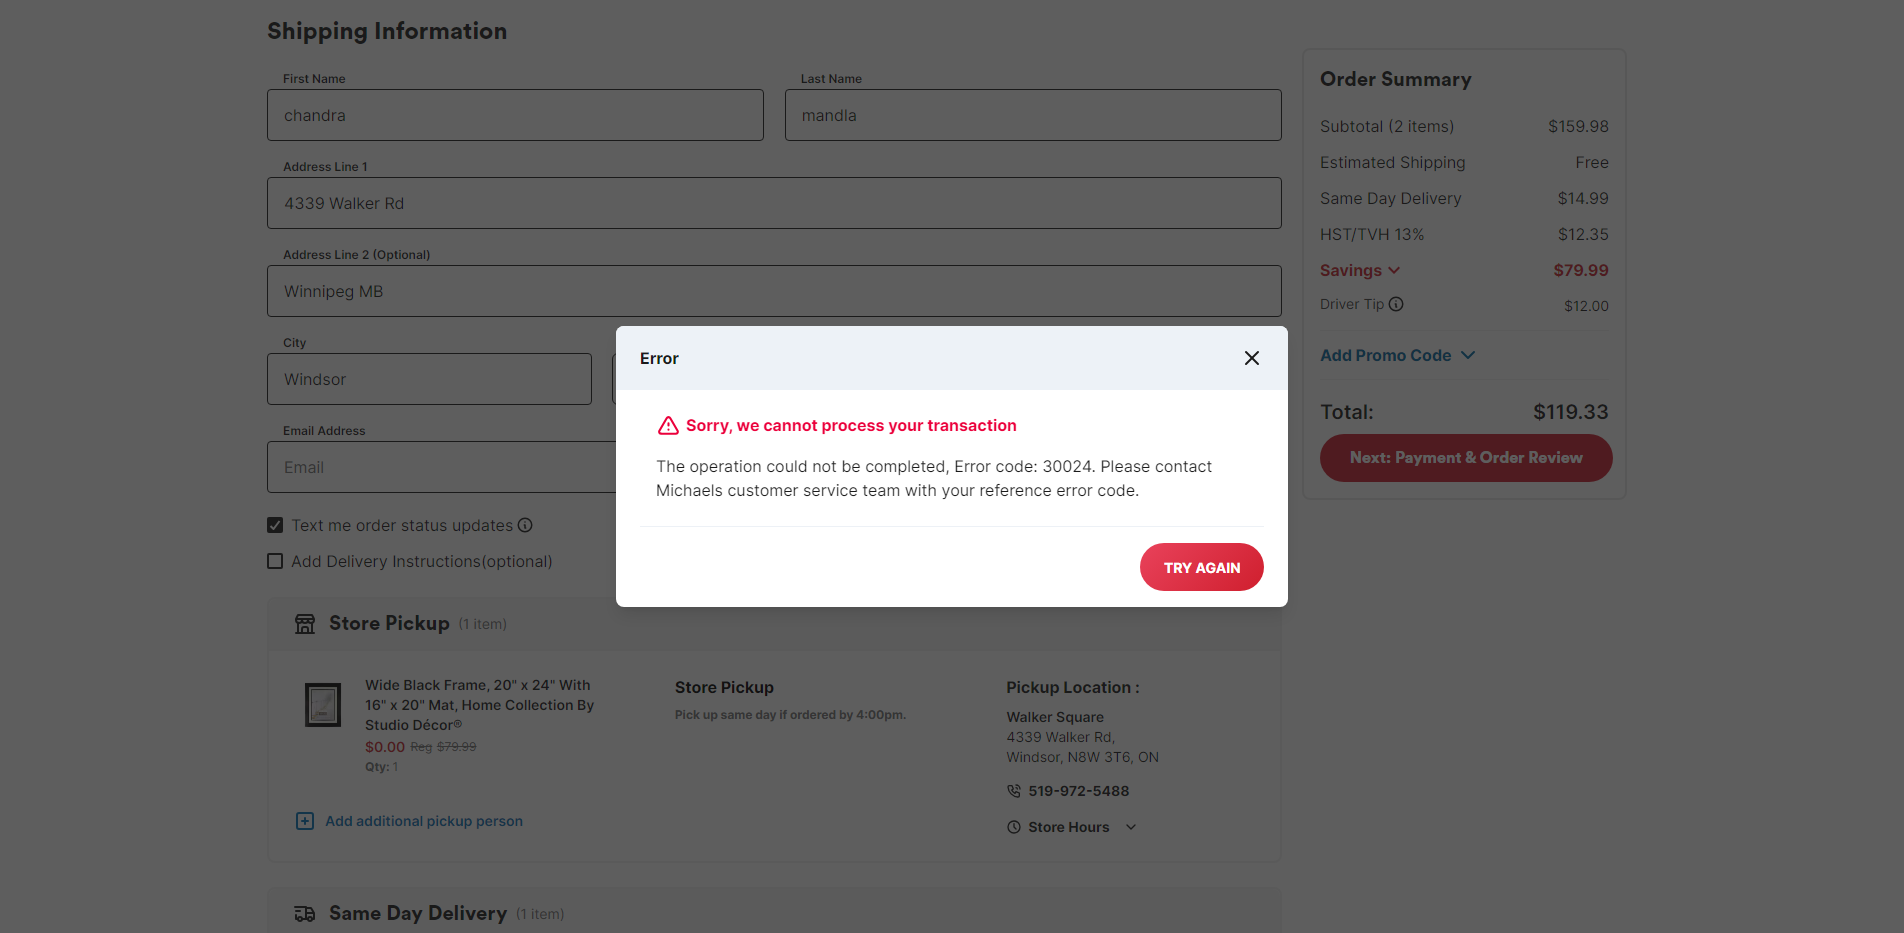 Shipping Information
First Name
Last Name
chandra
mandla
Address Line 1
4339 Walker Rd
Address Line 2 (Optional)
Winnipeg MB
City
Windsor
Email Address
Email
Text me order status updates
Add Delivery Instructions(optional)
Order Summary
Subtotal (2 items) $159.98
Estimated Shipping Free
Same Day Delivery $14.99
HST/TVH 13% $12.35
Savings $79.99
Driver Tip $12.00
Add Promo Code
Total: $119.33
Next: Payment & Order Review
Error
Sorry, we cannot process your transaction
The operation could not be completed, Error code: 30024. Please contact
Michaels customer service team with your reference error code.
TRY AGAIN
Store Pickup (1 item)
Wide Black Frame, 20" x 24" With
16" x 20" Mat, Home Collection By
Studio Décor®
$0.00 Reg $79.99
Qty: 1
Add additional pickup person
Store Pickup
Pick up same day if ordered by 4:00pm.
Pickup Location :
Walker Square
4339 Walker Rd,
Windsor, N8W 3T6, ON
519-972-5488
Store Hours
Same Day Delivery (1 item)